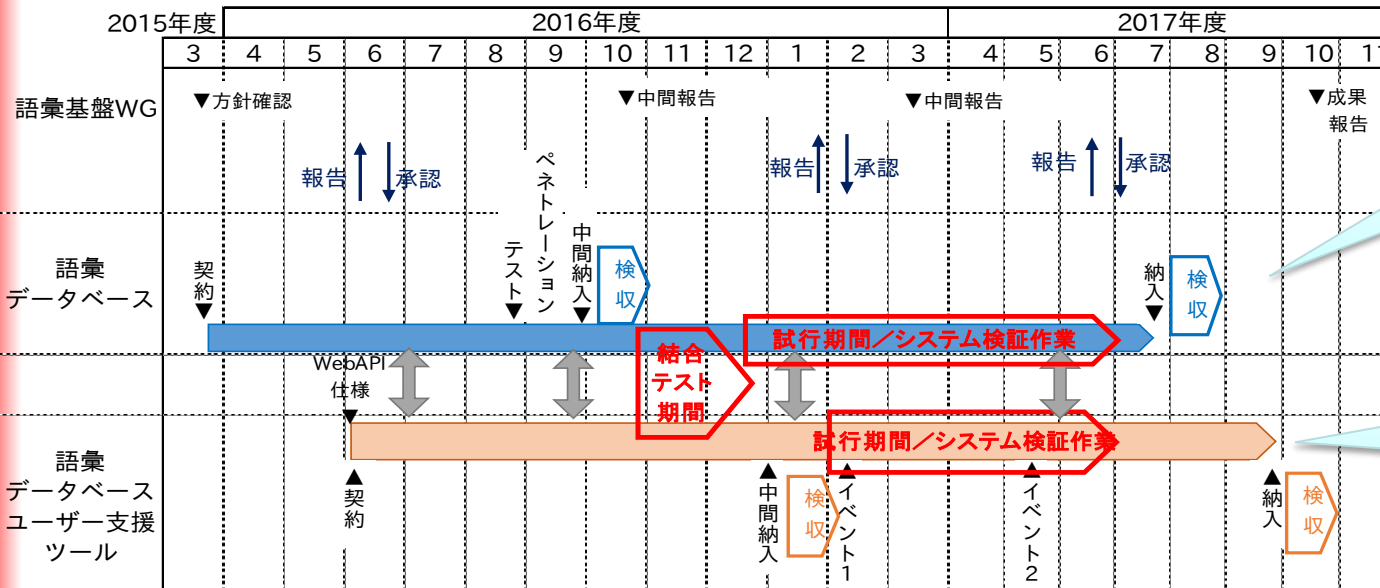 2015年度
2016年度
2017年度
3 4 5 6 7 8 9 10 11 12 1 2 3 4 5 6 7 8 9 10 11
語彙基盤WG
▼方針確認
▼中間報告
▼中間報告
▼成果
報告
報告
承認
報告
承認
報告
承認
語彙
データベース
契約▼
ペネトレーション
テスト▼
中間納入▼
検収
納入▼
検収
試行期間／システム検証作業
結合
テスト
期間
WebAPI
仕様
▼
試行期間／システム検証作業
語彙
データベース
ユーザー支援
ツール
▲契約
▲中間納入
検収
▲イベント1
▲イベント2
▲納入
検収